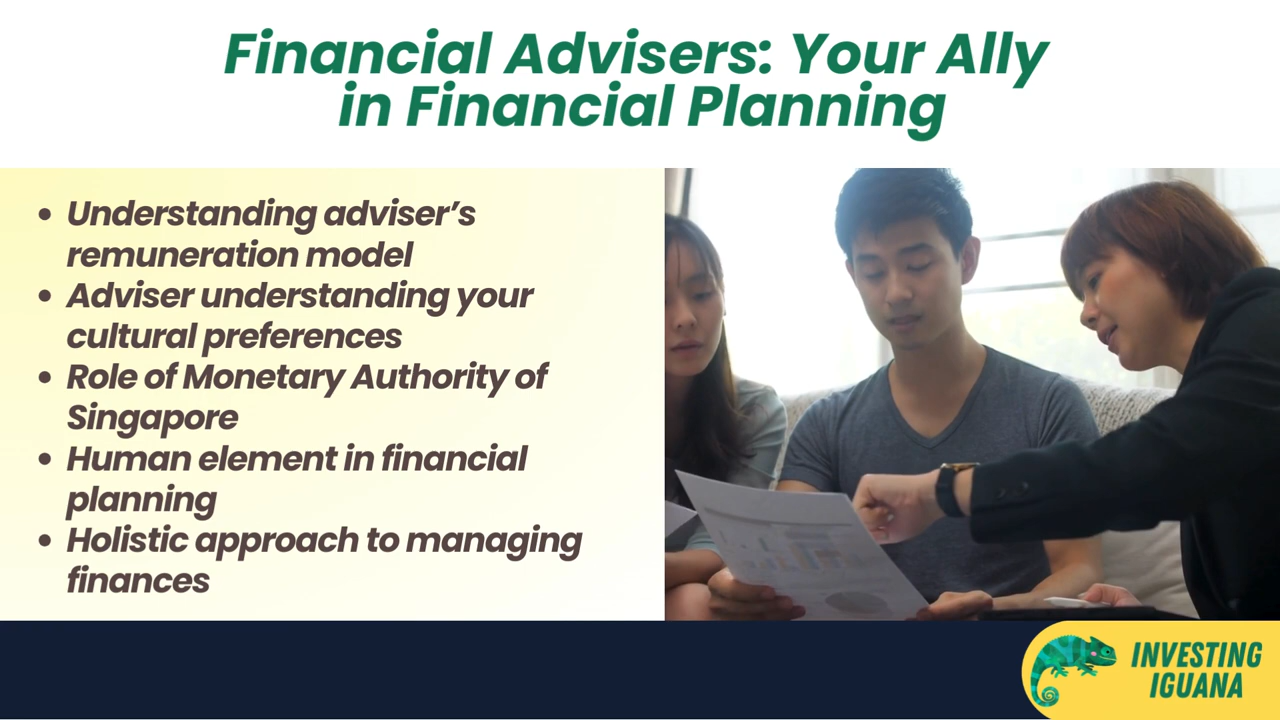 Financial Advisers: Your Ally
in Financial Planning
• Understanding adviser’s
remuneration model
• Adviser understanding your
cultural preferences
• Role of Monetary Authority of
Singapore
• Human element in financial
planning
• Holistic approach to managing
finances
INVESTING
IGUANA